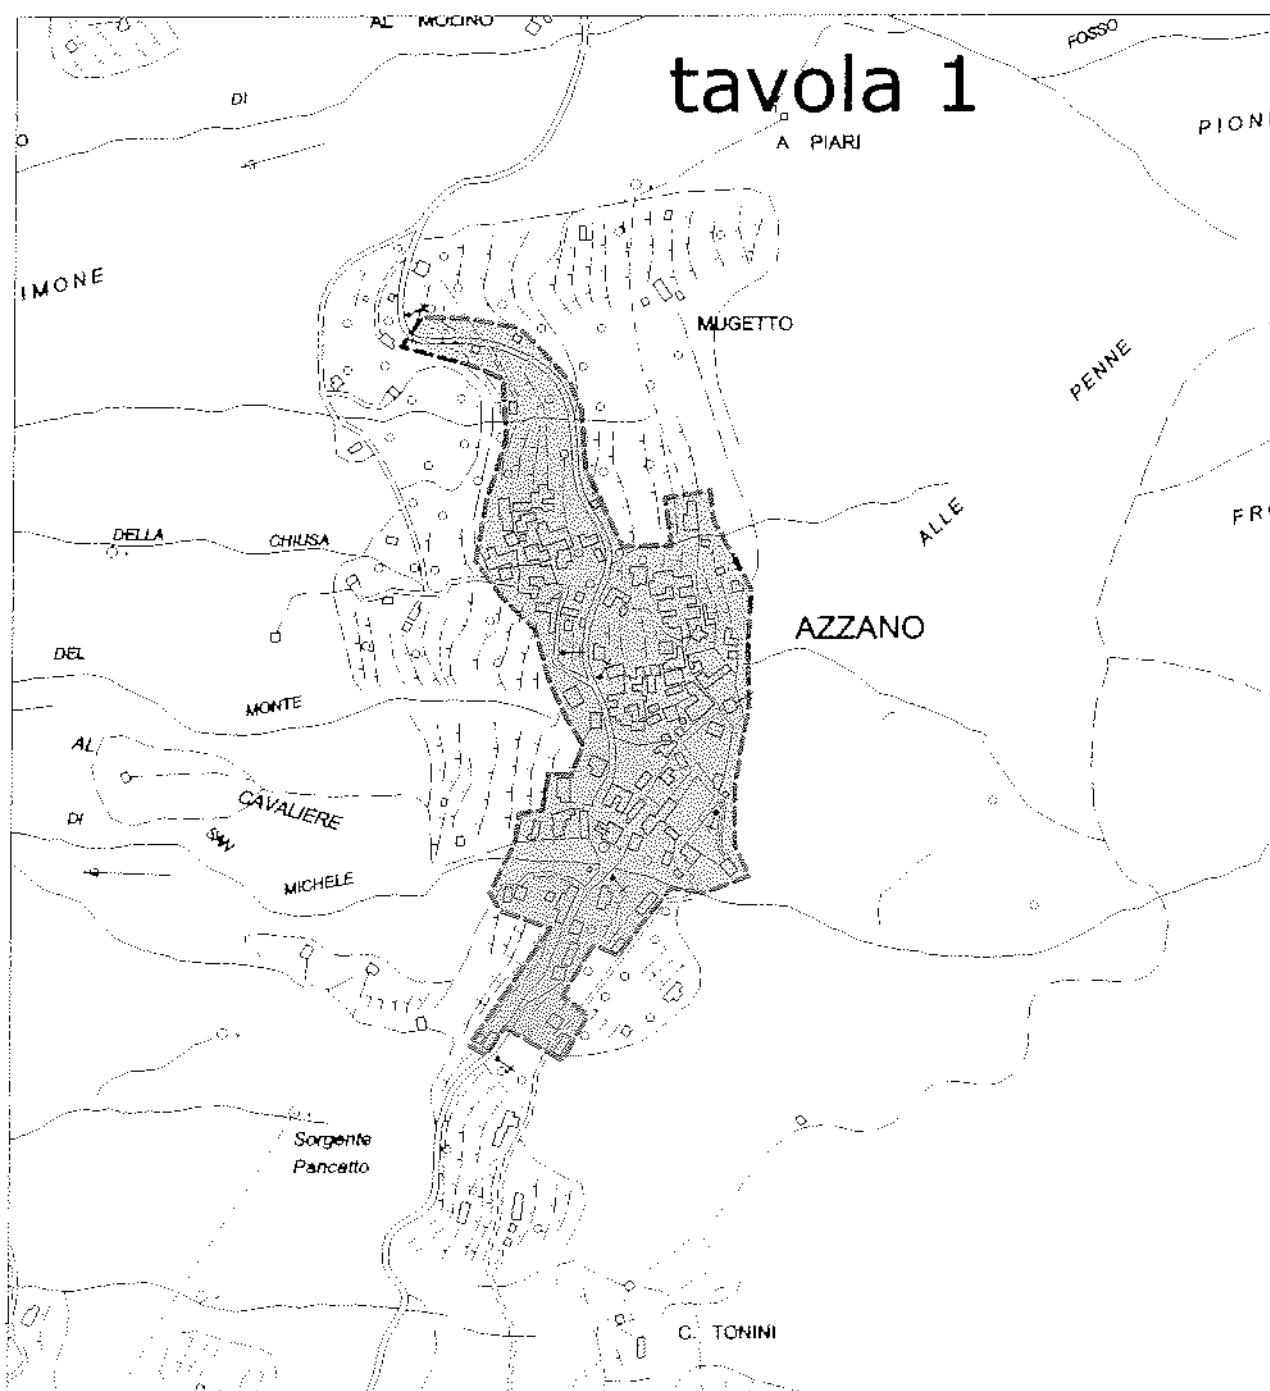 AL MOLINO
FOSSO
tavola 1
DI
PIONI
A PIARI
IMONE
MUGETTO
PENNE
ALLE
FRO
DELLA CHIUSA
AZZANO
DEL
MONTE
AL
CAVALIERE
DI
SAN
MICHELE
Sorgente
Pancatto
C. TONINI